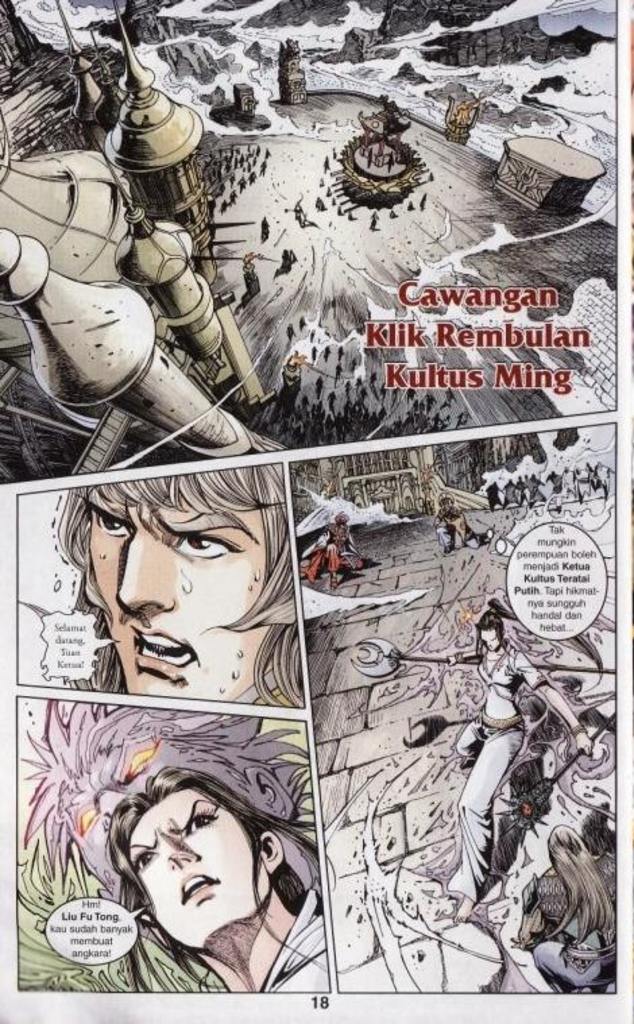 Cawangan
Klik Rembulan
Kultus Ming
Selamat
datang,
Tuan
Ketua!
Tak
mungkin
perempuan boleh
menjadi Ketua
Kultus Teratai
Putih. Tapi hikmat-
nya sungguh
handal dan
hebat...
Hm!
Liu Fu Tong,
kau sudah banyak
membuat
angkara!
18